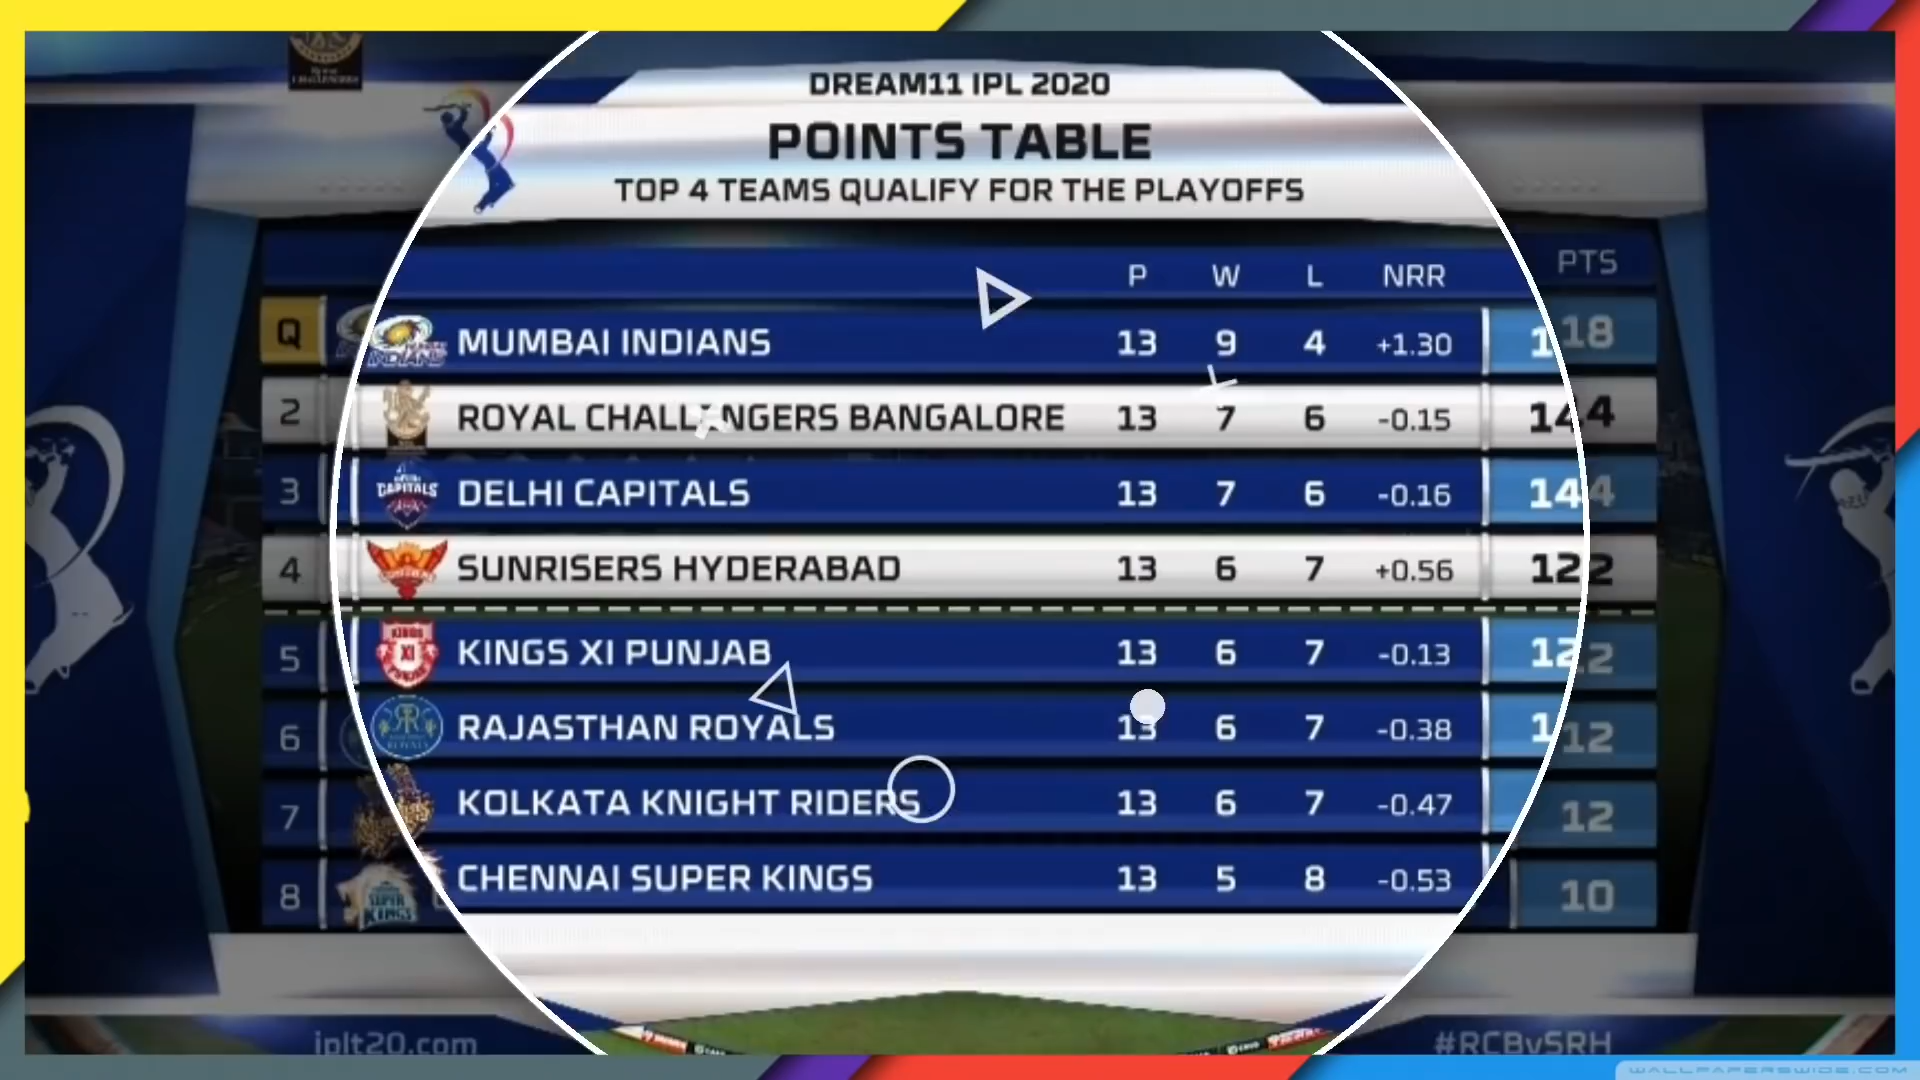 DREAM11 IPL 2020
POINTS TABLE
TOP 4 TEAMS QUALIFY FOR THE PLAYOFFS
P W L NRR PTS
Q MUMBAI INDIANS 13 9 4 +1.30 18
2 ROYAL CHALLENGERS BANGALORE 13 7 6 -0.15 14
3 DELHI CAPITALS 13 7 6 -0.16 14
4 SUNRISERS HYDERABAD 13 6 7 +0.56 12
5 KINGS XI PUNJAB 13 6 7 -0.13 12
6 RAJASTHAN ROYALS 13 6 7 -0.38 12
7 KOLKATA KNIGHT RIDERS 13 6 7 -0.47 12
8 CHENNAI SUPER KINGS 13 5 8 -0.53 10
iplt20.com
#RCBvSRH
WALLPAPERSWIDE.COM